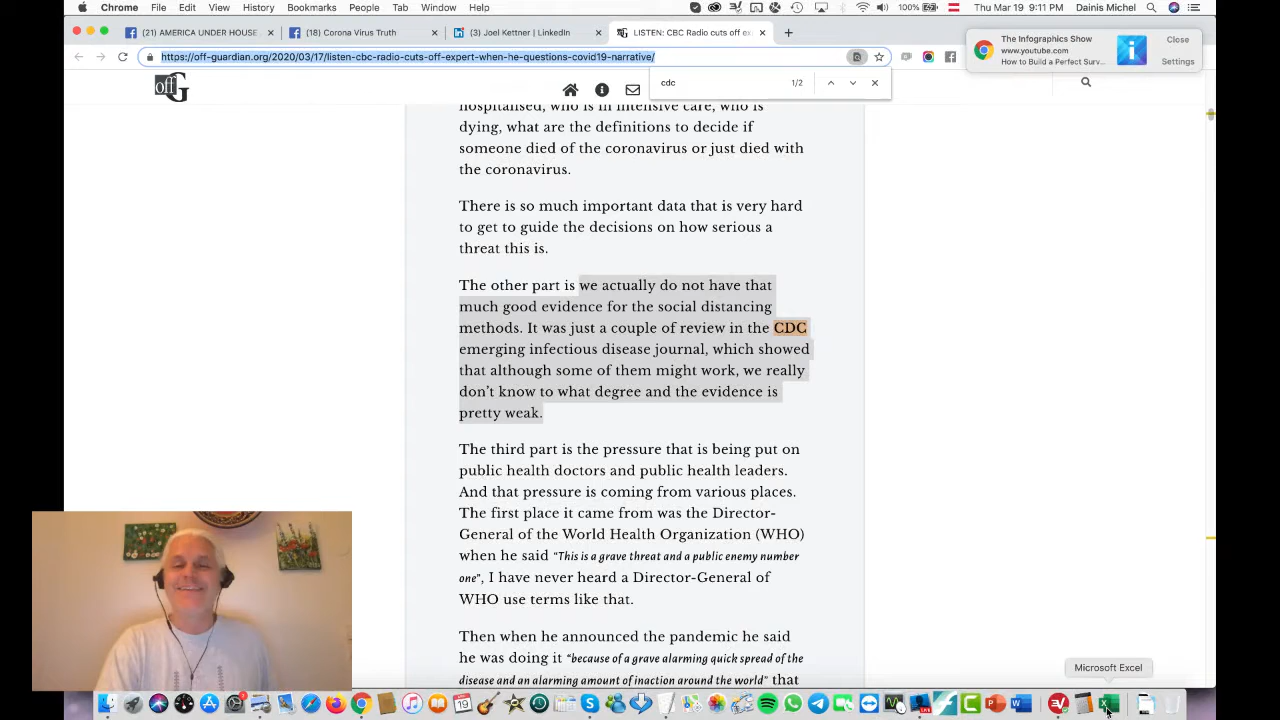 Chrome File Edit View History Bookmarks People Tab Window Help 100% Thu Mar 19 9:11 PM Dainis Michel
(21) AMERICA UNDER HOUSE × (18) Corona Virus Truth × (3) Joel Kettner | LinkedIn × LISTEN: CBC Radio cuts off exp × +
https://off-guardian.org/2020/03/17/listen-cbc-radio-cuts-off-expert-when-he-questions-covid19-narrative/
The Infographics Show
www.youtube.com
How to Build a Perfect Surv...
Close
Settings
cdc 1/2
off G
hospitalised, who is in intensive care, who is
dying, what are the definitions to decide if
someone died of the coronavirus or just died with
the coronavirus.
There is so much important data that is very hard
to get to guide the decisions on how serious a
threat this is.
The other part is we actually do not have that
much good evidence for the social distancing
methods. It was just a couple of review in the CDC
emerging infectious disease journal, which showed
that although some of them might work, we really
don't know to what degree and the evidence is
pretty weak.
The third part is the pressure that is being put on
public health doctors and public health leaders.
And that pressure is coming from various places.
The first place it came from was the Director-
General of the World Health Organization (WHO)
when he said "This is a grave threat and a public enemy number
one", I have never heard a Director-General of
WHO use terms like that.
Then when he announced the pandemic he said
he was doing it "because of a grave alarming quick spread of the
disease and an alarming amount of inaction around the world" that
Microsoft Excel